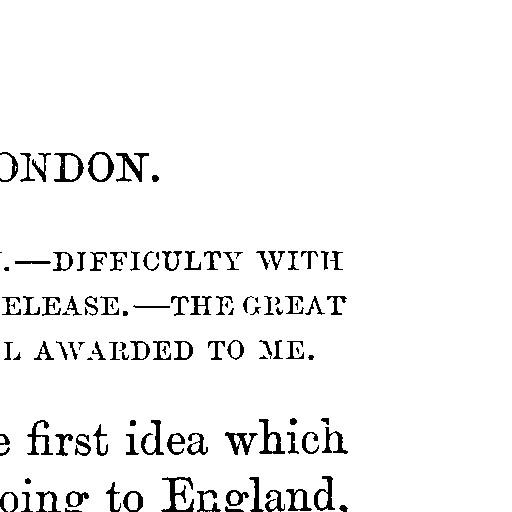 ONDON.
.—DIFFICULTY WITH
ELEASE.—THE GREAT
L AWARDED TO ME.
e first idea which
oing to England,